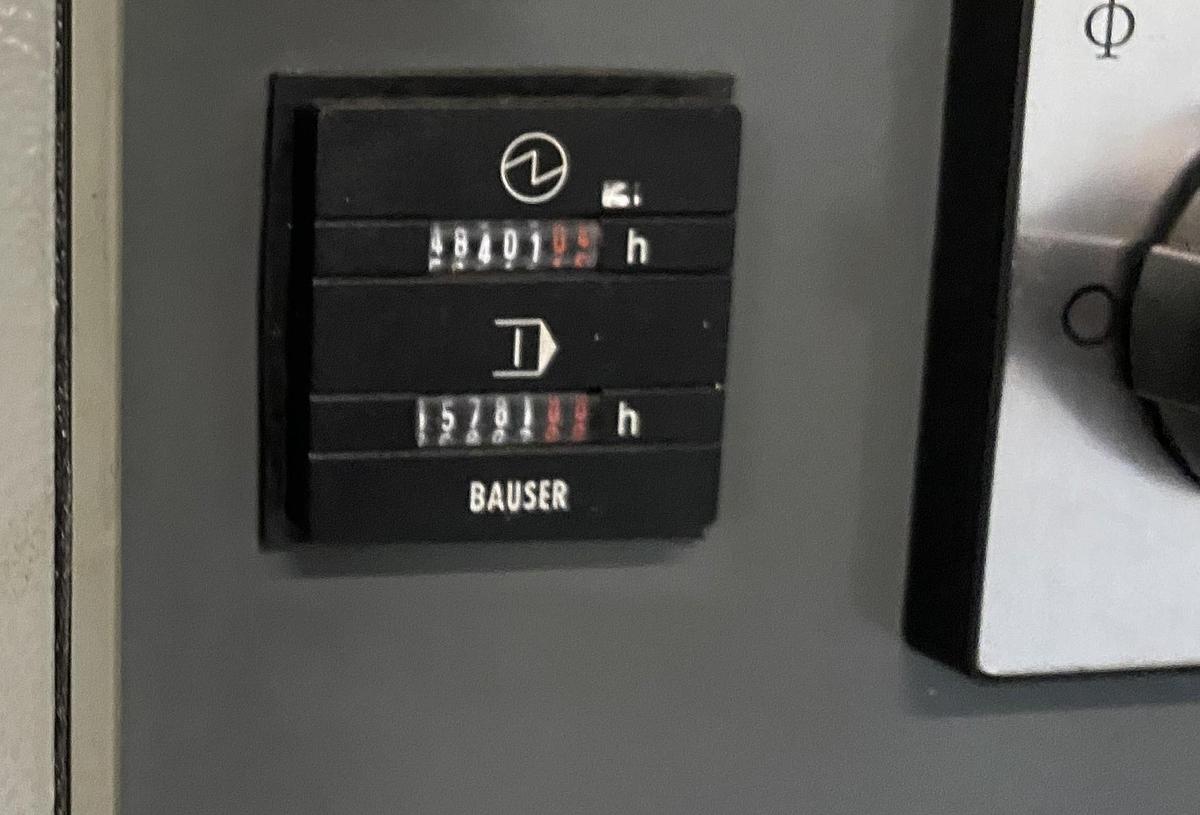 Φ
48401 h
15781 h
BAUSER